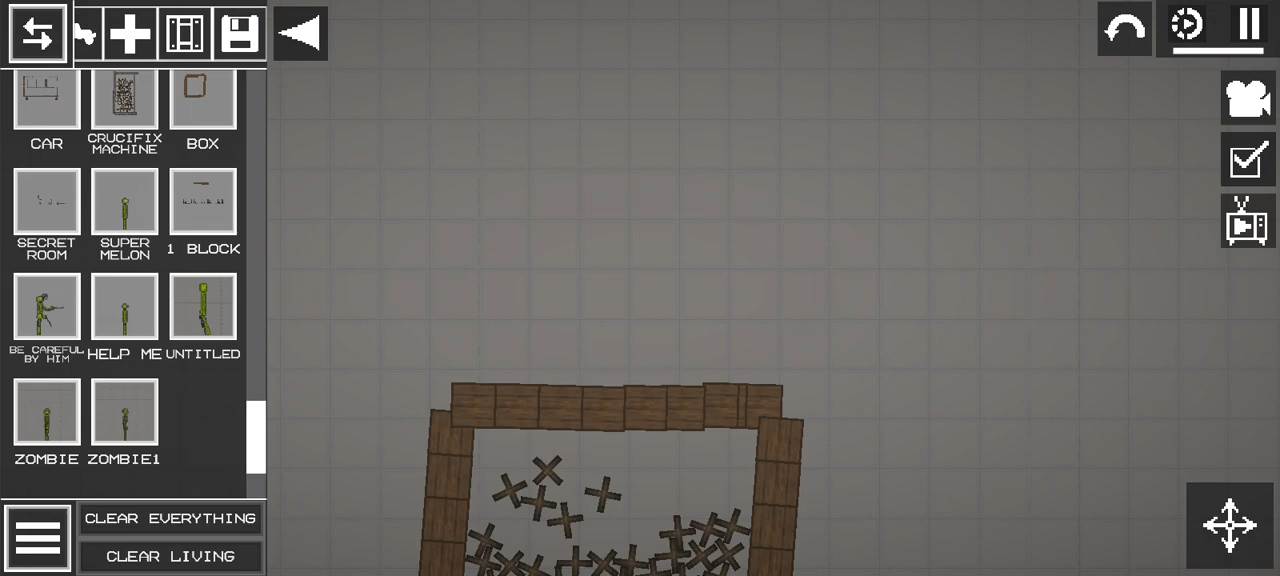 CAR
CRUCIFIX
MACHINE
BOX
SECRET
ROOM
SUPER
MELON
1 BLOCK
BE CAREFUL
BY HIM
HELP ME
UNTITLED
ZOMBIE
ZOMBIE1
CLEAR EVERYTHING
CLEAR LIVING